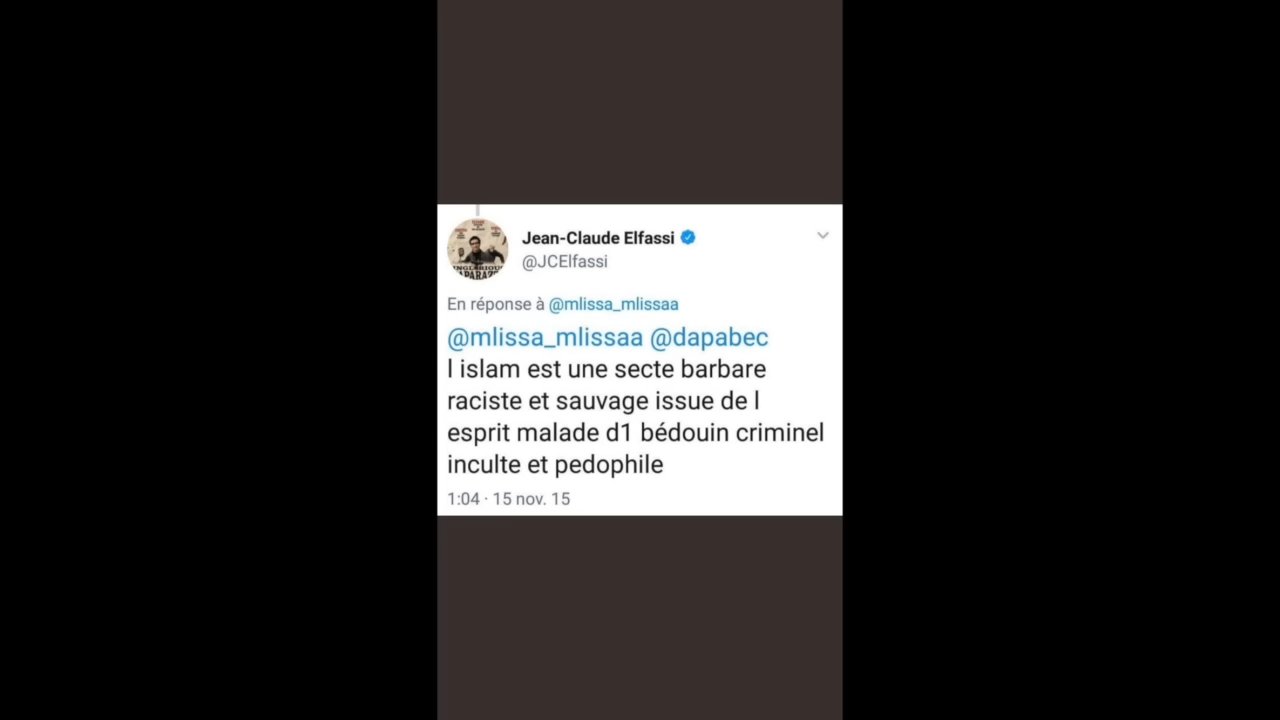 Jean-Claude Elfassi
@JCElfassi
En réponse à @mlissa_mlissaa
@mlissa_mlissaa @dapabec
l islam est une secte barbare
raciste et sauvage issue de l
esprit malade d1 bédouin criminel
inculte et pedophile
1:04 · 15 nov. 15